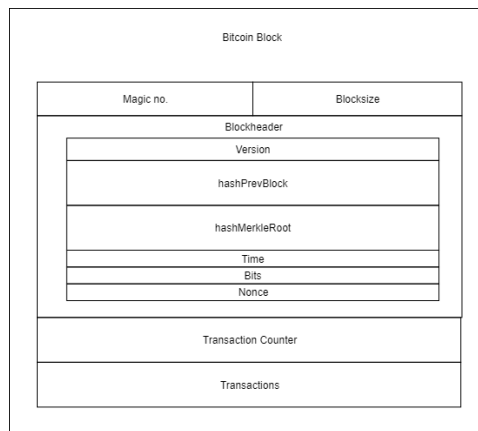 Bitcoin Block
Magic no.
Blocksize
Blockheader
Version
hashPrevBlock
hashMerkleRoot
Time
Bits
Nonce
Transaction Counter
Transactions